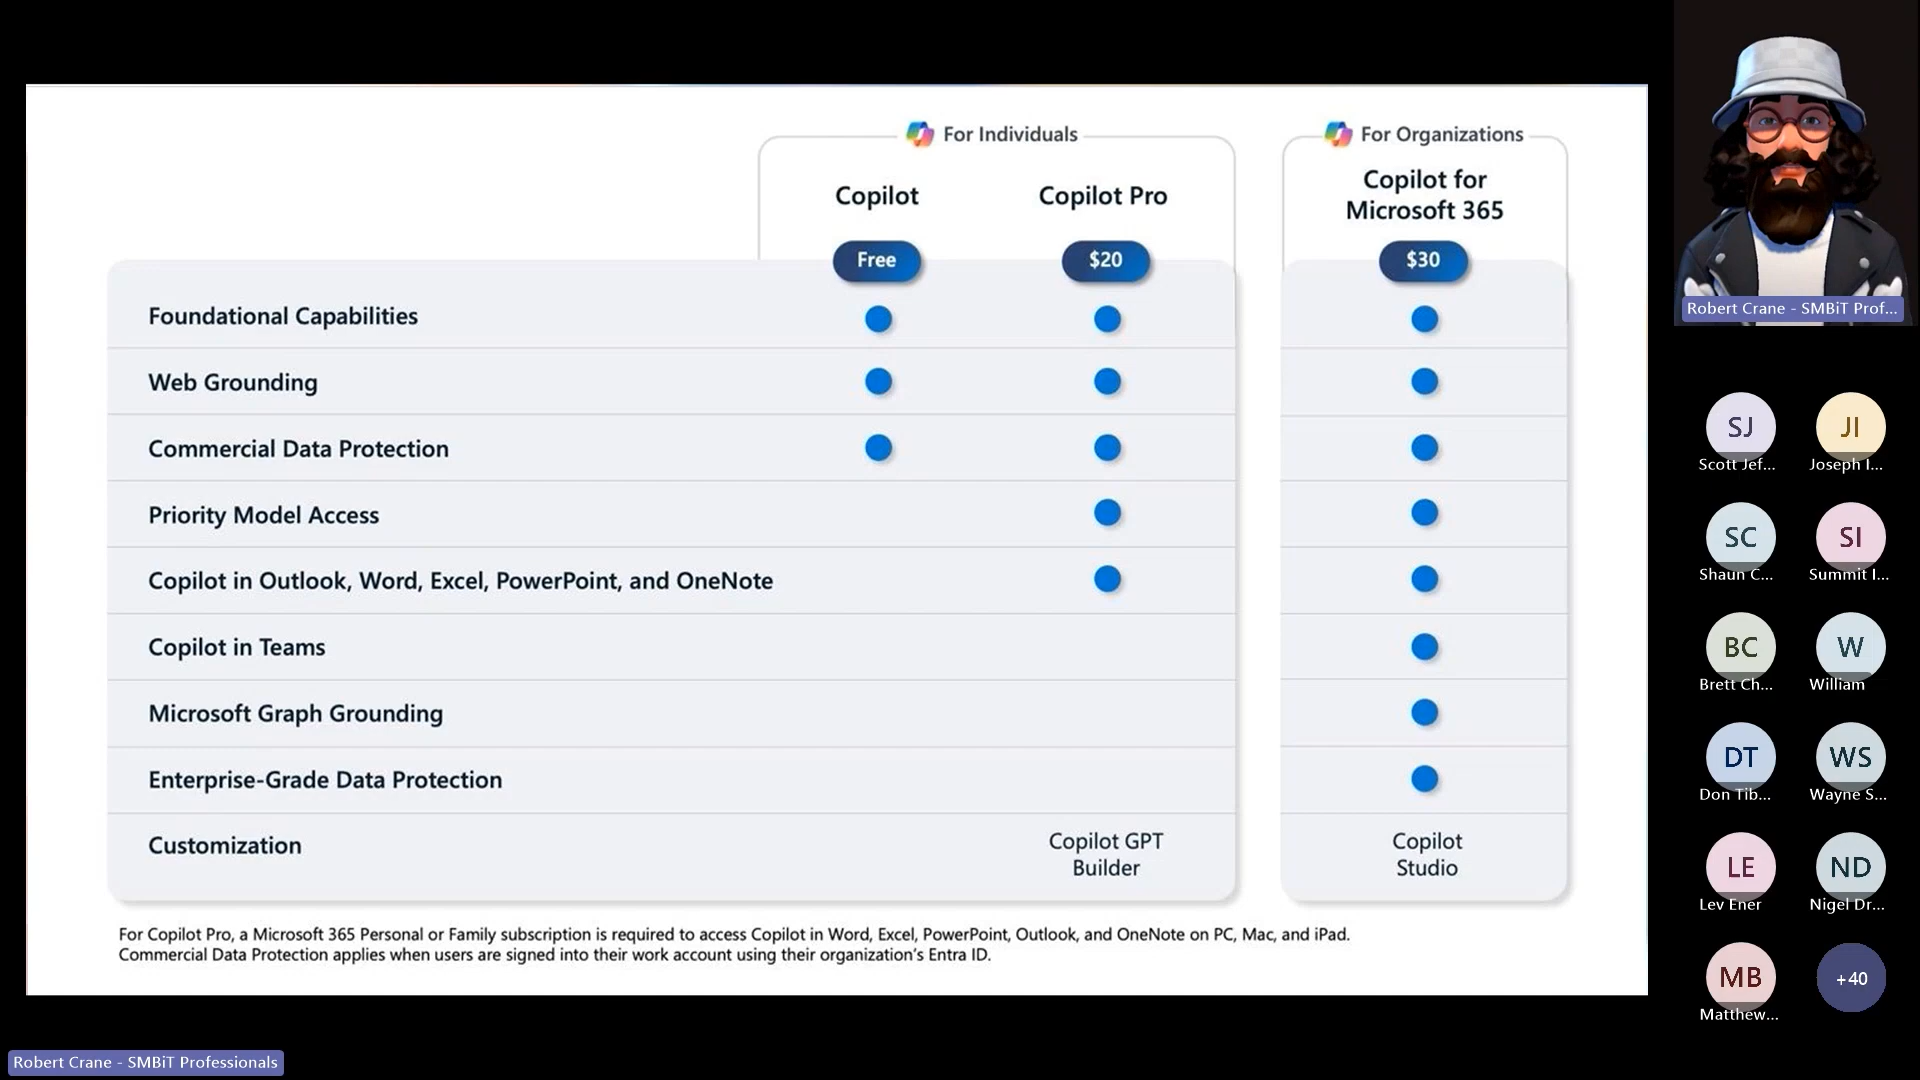 For Individuals
For Organizations
Copilot
Copilot Pro
Copilot for
Microsoft 365
Free
$20
$30
Foundational Capabilities
Web Grounding
Commercial Data Protection
Priority Model Access
Copilot in Outlook, Word, Excel, PowerPoint, and OneNote
Copilot in Teams
Microsoft Graph Grounding
Enterprise-Grade Data Protection
Customization
Copilot GPT
Builder
Copilot
Studio
For Copilot Pro, a Microsoft 365 Personal or Family subscription is required to access Copilot in Word, Excel, PowerPoint, Outlook, and OneNote on PC, Mac, and iPad.
Commercial Data Protection applies when users are signed into their work account using their organization's Entra ID.
Robert Crane - SMBiT Prof...
SJ
Scott Jef...
JI
Joseph I...
SC
Shaun C...
SI
Summit I...
BC
Brett Ch...
W
William
DT
Don Tib...
WS
Wayne S...
LE
Lev Ener
ND
Nigel Dr...
MB
Matthew...
+40
Robert Crane - SMBiT Professionals